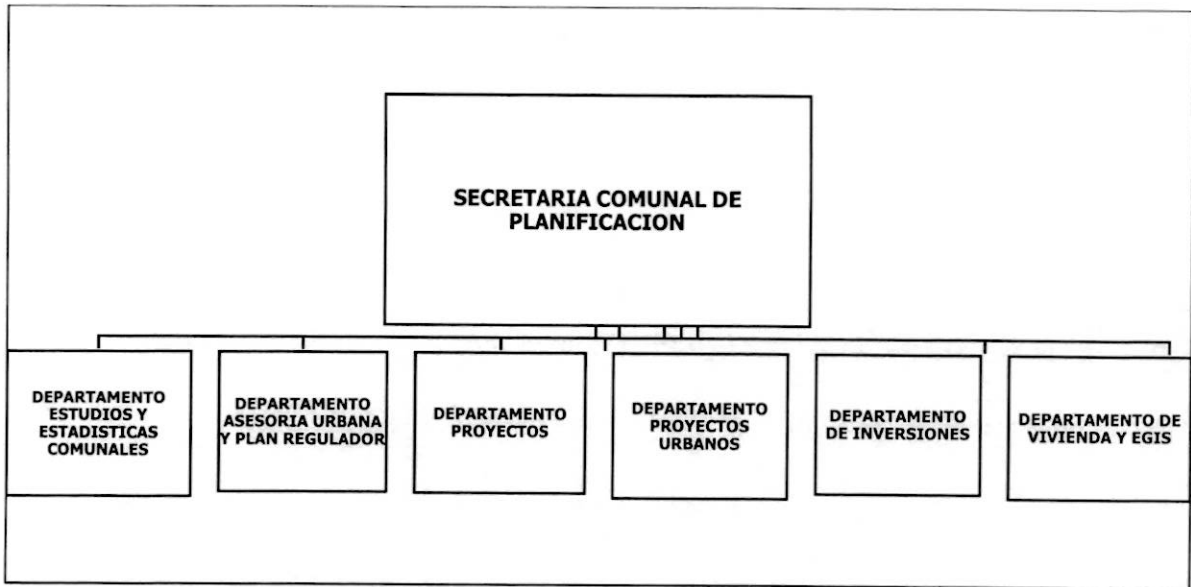 SECRETARIA COMUNAL DE
PLANIFICACION
DEPARTAMENTO
ESTUDIOS Y
ESTADISTICAS
COMUNALES
DEPARTAMENTO
ASESORIA URBANA
Y PLAN REGULADOR
DEPARTAMENTO
PROYECTOS
DEPARTAMENTO
PROYECTOS
URBANOS
DEPARTAMENTO
DE INVERSIONES
DEPARTAMENTO DE
VIVIENDA Y EGIS